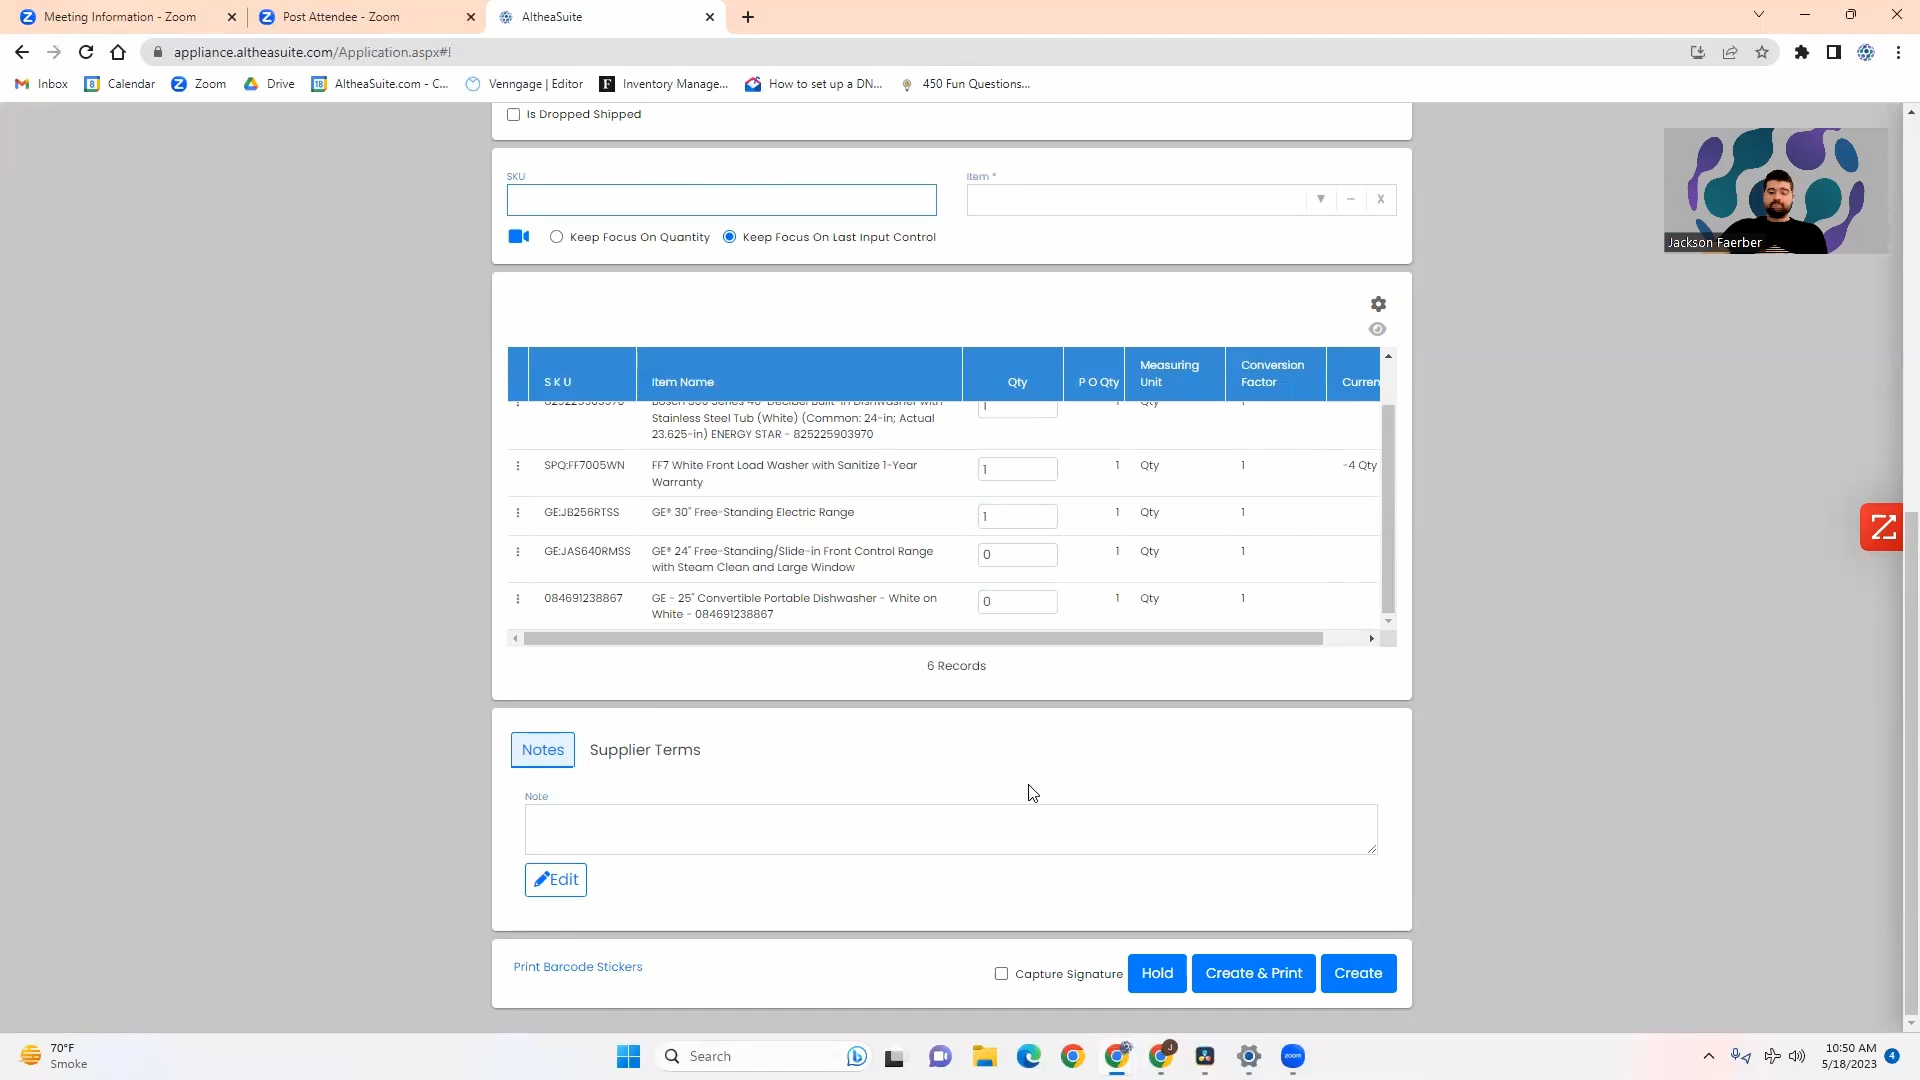 Meeting Information - Zoom
Post Attendee - Zoom
AltheaSuite
appliance.altheasuite.com/Application.aspx#!
Inbox
Calendar
Zoom
Drive
AltheaSuite.com - C...
Venngage | Editor
Inventory Manage...
How to set up a DN...
450 Fun Questions...
Is Dropped Shipped
SKU
Item *
Keep Focus On Quantity
Keep Focus On Last Input Control
Jackson Faerber
S K U
Item Name
Qty
P O Qty
Measuring Unit
Conversion Factor
Curren
Stainless Steel Tub (White) (Common: 24-in; Actual
23.625-in) ENERGY STAR - 825225903970
SPQ:FF7005WN
FF7 White Front Load Washer with Sanitize 1-Year
Warranty
1
1
Qty
1
-4 Qty
GE:JB256RTSS
GE® 30" Free-Standing Electric Range
1
1
Qty
1
GE:JAS640RMSS
GE® 24" Free-Standing/Slide-in Front Control Range
with Steam Clean and Large Window
0
1
Qty
1
084691238867
GE - 25" Convertible Portable Dishwasher - White on
White - 084691238867
0
1
Qty
1
6 Records
Notes
Supplier Terms
Note
Edit
Print Barcode Stickers
Capture Signature
Hold
Create & Print
Create
70°F
Smoke
Search
zoom
10:50 AM
5/18/2023
4